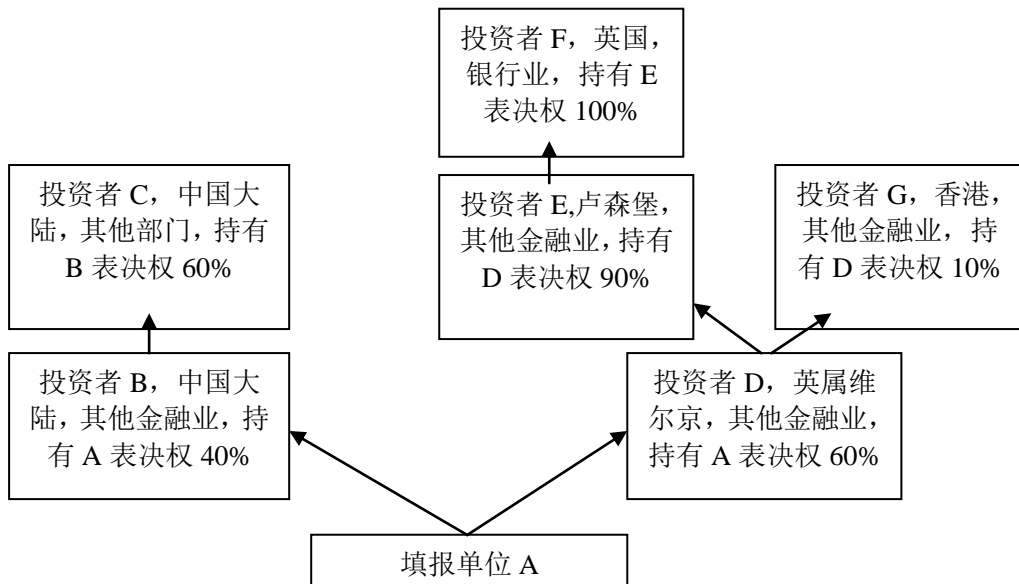 投资者 F，英国，
银行业，持有 E
表决权 100%
投资者 C，中国大
陆，其他部门，持有
B 表决权 60%
投资者 E,卢森堡，
其他金融业，持有
D 表决权 90%
投资者 G，香港，
其他金融业，持
有 D 表决权 10%
投资者 B，中国大
陆，其他金融业，持
有 A 表决权 40%
投资者 D，英属维
尔京，其他金融业，
持有 A 表决权 60%
填报单位 A